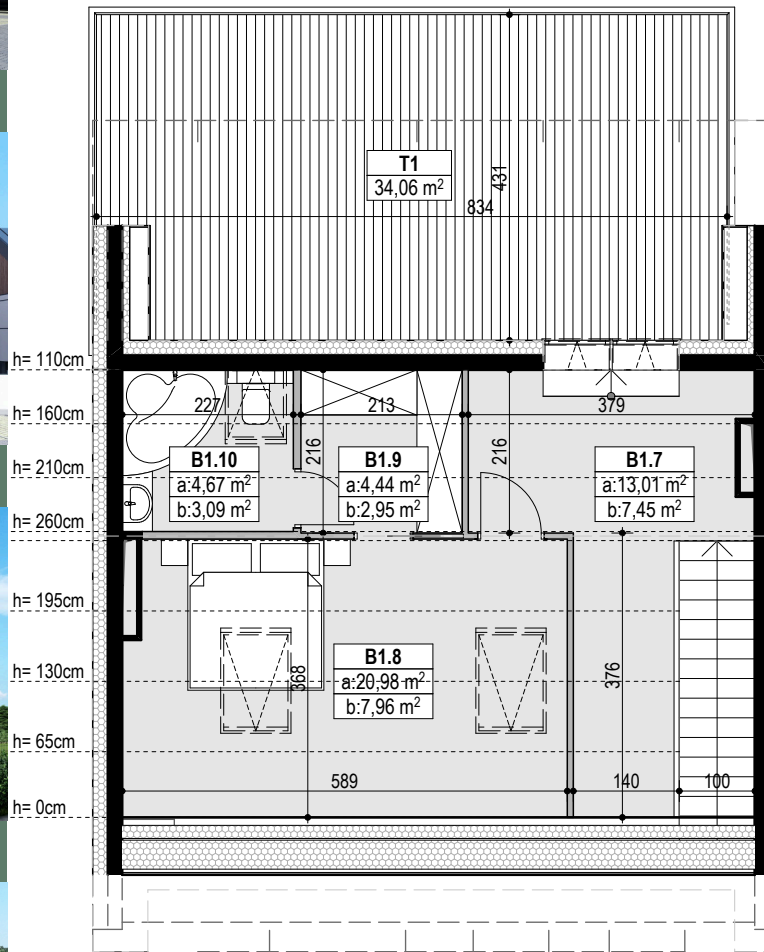 T1
34,06 m²
431
834
h= 110cm
h= 160cm
227
213
379
h= 210cm
216
216
B1.10
a:4,67 m²
b:3,09 m²
B1.9
a:4,44 m²
b:2,95 m²
B1.7
a:13,01 m²
b:7,45 m²
h= 260cm
h= 195cm
B1.8
a:20,98 m²
b:7,96 m²
368
376
h= 130cm
h= 65cm
589
140
100
h= 0cm